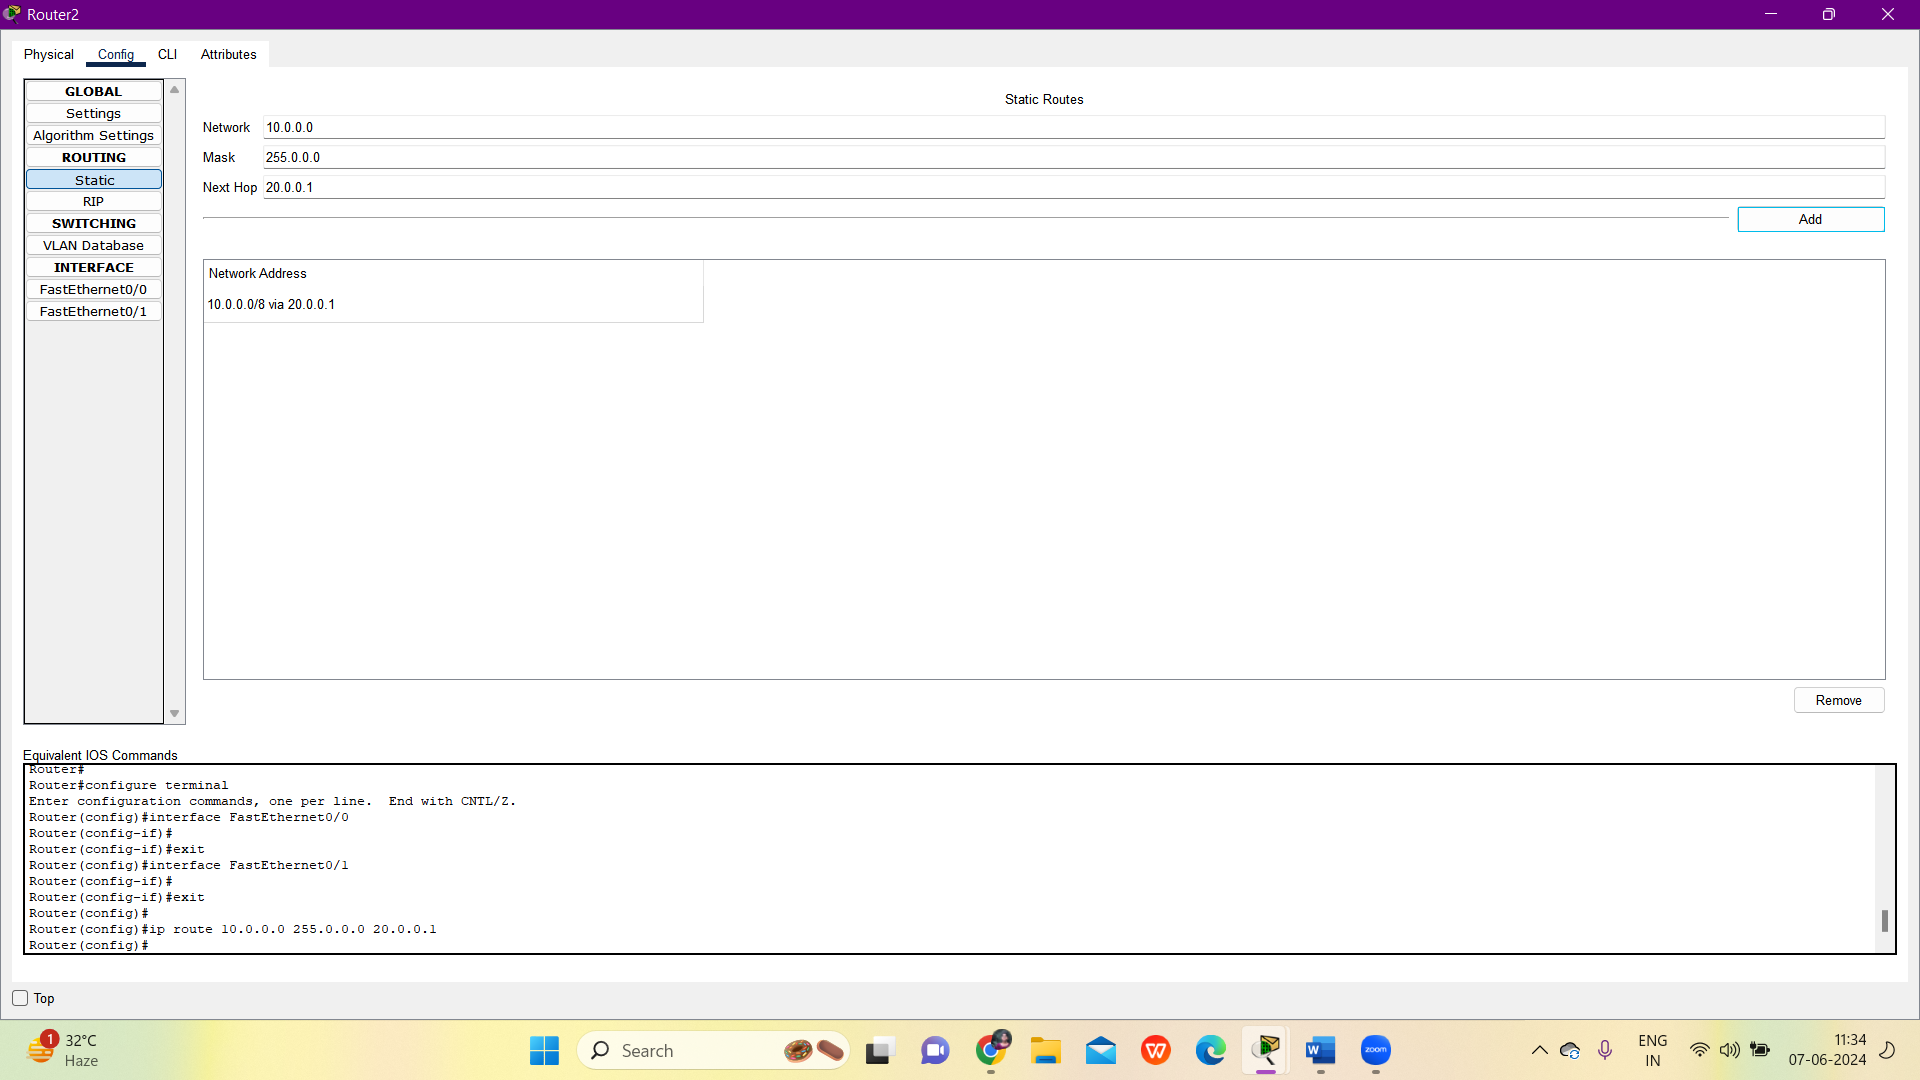 Router2
Physical Config CLI Attributes
GLOBAL
Settings
Algorithm Settings
ROUTING
Static
RIP
SWITCHING
VLAN Database
INTERFACE
FastEthernet0/0
FastEthernet0/1
Static Routes
Network 10.0.0.0
Mask 255.0.0.0
Next Hop 20.0.0.1
Add
Network Address
10.0.0.0/8 via 20.0.0.1
Remove
Equivalent IOS Commands
Router#
Router#configure terminal
Enter configuration commands, one per line. End with CNTL/Z.
Router(config)#interface FastEthernet0/0
Router(config-if)#
Router(config-if)#exit
Router(config)#interface FastEthernet0/1
Router(config-if)#
Router(config-if)#exit
Router(config)#
Router(config)#ip route 10.0.0.0 255.0.0.0 20.0.0.1
Router(config)#
Top
1
32°C
Haze
Search
W
zoom
ENG
IN
11:34
07-06-2024